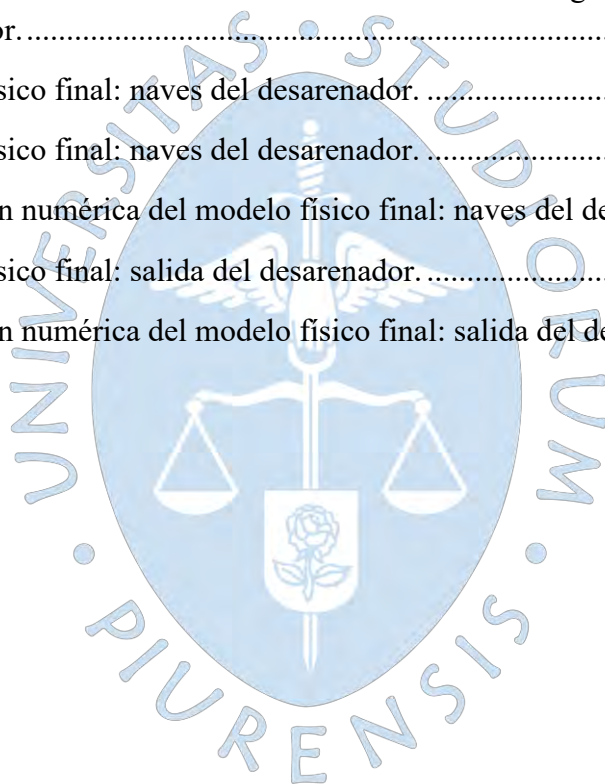 or. ..........................................................................
sico final: naves del desarenador. ........................
sico final: naves del desarenador. ........................
n numérica del modelo físico final: naves del de
sico final: salida del desarenador. ........................
n numérica del modelo físico final: salida del de
UNIVERSITAS • STUDIORUM • PIURENSIS •